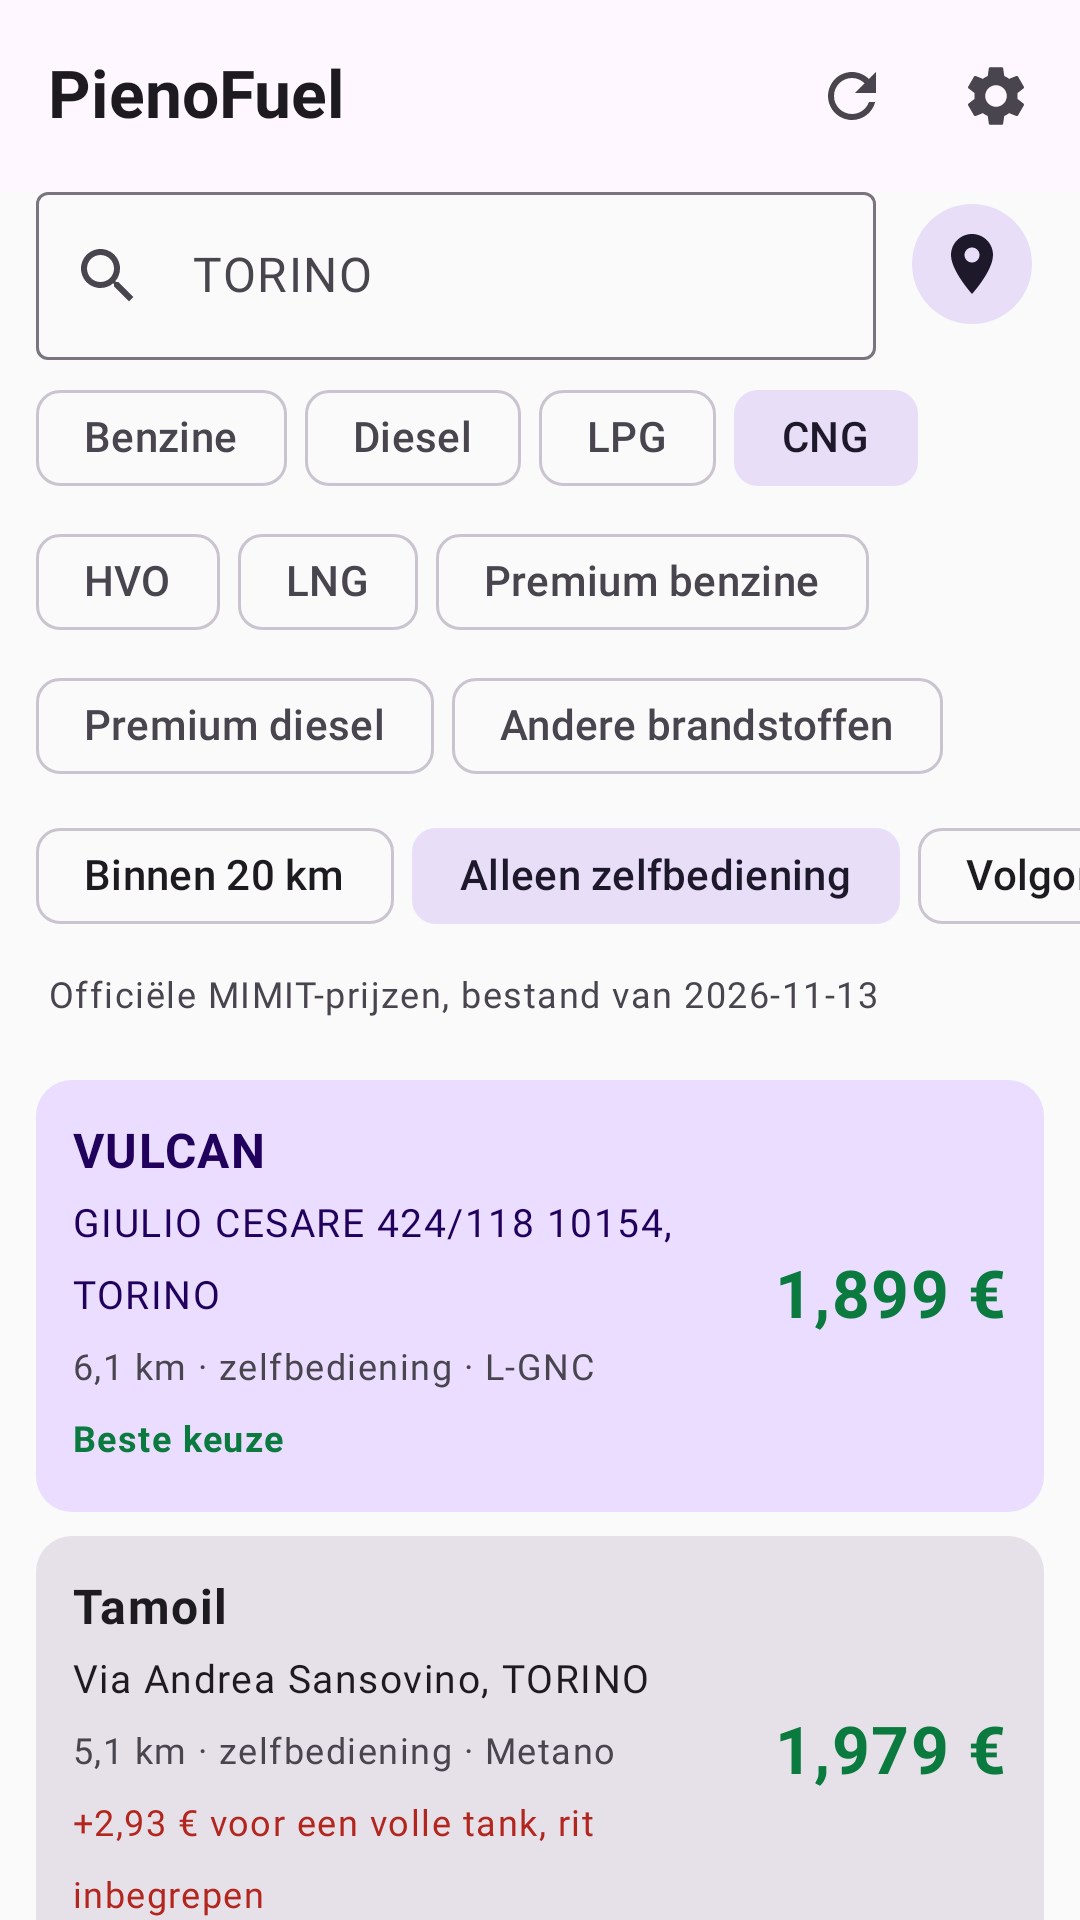 PienoFuel
TORINO
Benzine
Diesel
LPG
CNG
HVO
LNG
Premium benzine
Premium diesel
Andere brandstoffen
Binnen 20 km
Alleen zelfbediening
Officiële MIMIT-prijzen, bestand van 2026-11-13
VULCAN
GIULIO CESARE 424/118 10154,
TORINO
1,899 €
6,1 km · zelfbediening · L-GNC
Beste keuze
Tamoil
Via Andrea Sansovino, TORINO
5,1 km · zelfbediening · Metano
1,979 €
+2,93 € voor een volle tank, rit
inbegrepen